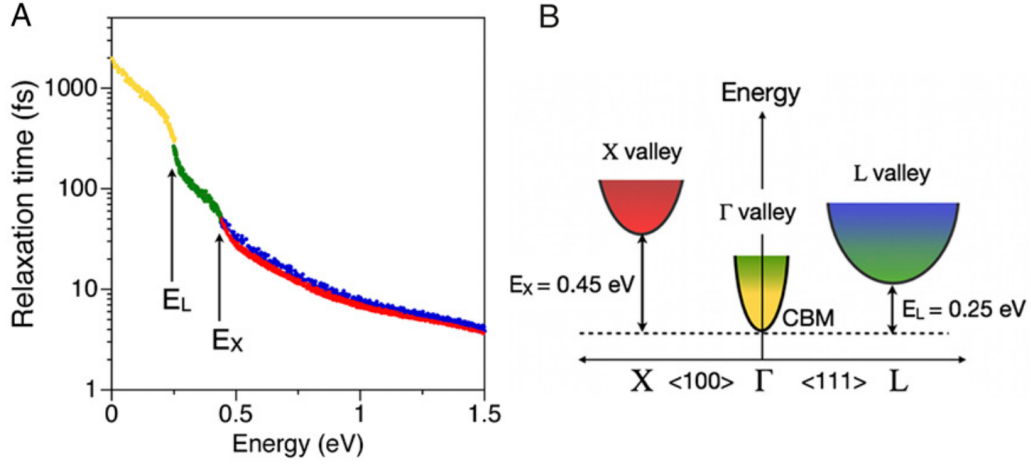 A
Relaxation time (fs)
1000
100
10
1
E_L
E_X
0
0.5
1
1.5
Energy (eV)
B
Energy
X valley
Γ valley
L valley
E_X = 0.45 eV
CBM
E_L = 0.25 eV
X <100> Γ <111> L